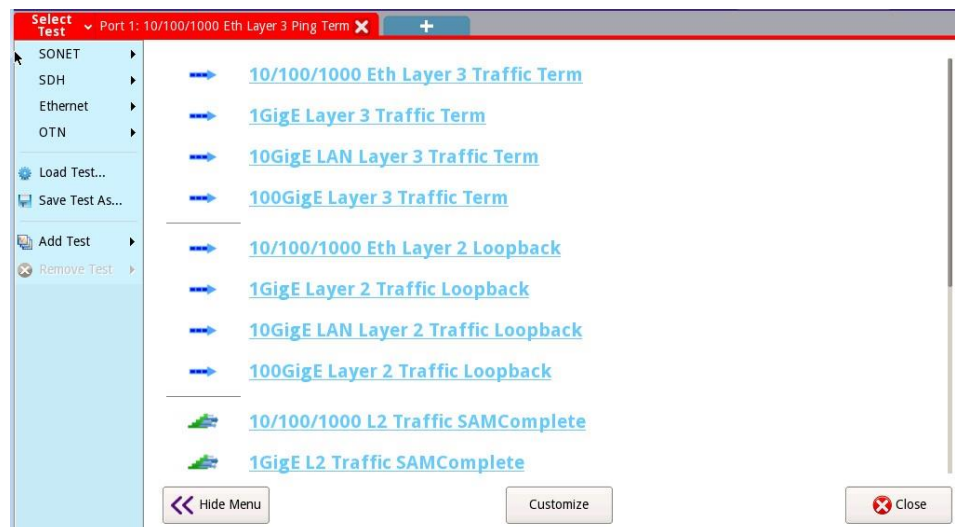 Select Test
Port 1: 10/100/1000 Eth Layer 3 Ping Term
+
SONET
SDH
Ethernet
OTN
Load Test...
Save Test As...
Add Test
Remove Test
10/100/1000 Eth Layer 3 Traffic Term
1GigE Layer 3 Traffic Term
10GigE LAN Layer 3 Traffic Term
100GigE Layer 3 Traffic Term
10/100/1000 Eth Layer 2 Loopback
1GigE Layer 2 Traffic Loopback
10GigE LAN Layer 2 Traffic Loopback
100GigE Layer 2 Traffic Loopback
10/100/1000 L2 Traffic SAMComplete
1GigE L2 Traffic SAMComplete
Hide Menu
Customize
Close